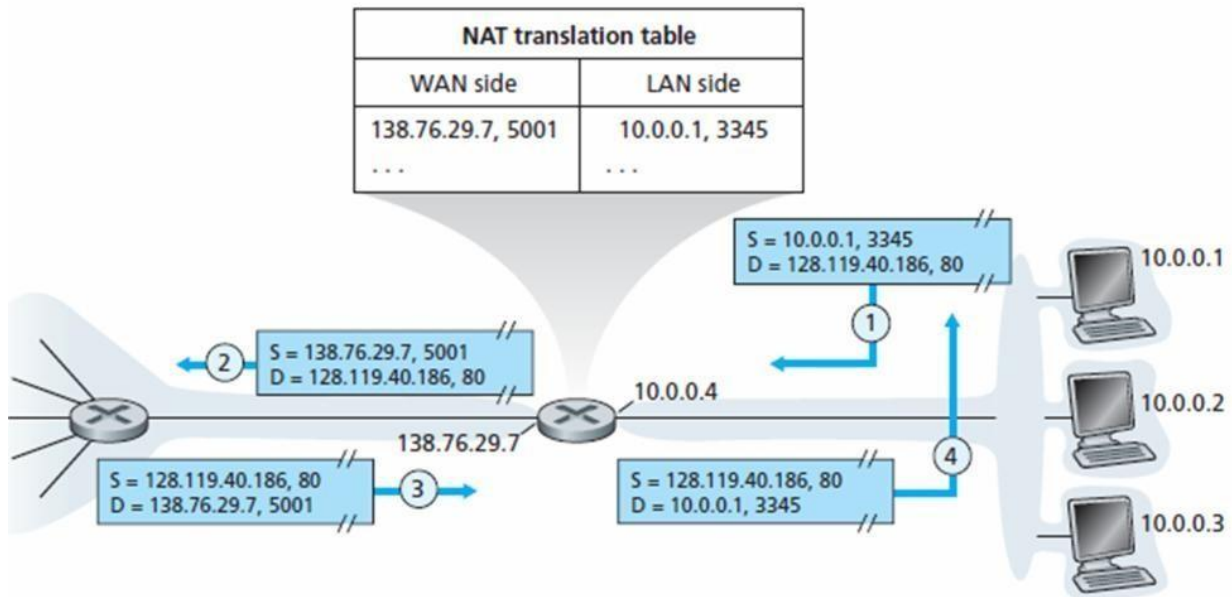 NAT translation table
WAN side
LAN side
138.76.29.7, 5001
10.0.0.1, 3345
. . .
. . .
S = 10.0.0.1, 3345
D = 128.119.40.186, 80
10.0.0.1
1
2
S = 138.76.29.7, 5001
D = 128.119.40.186, 80
10.0.0.4
10.0.0.2
138.76.29.7
4
S = 128.119.40.186, 80
D = 138.76.29.7, 5001
3
S = 128.119.40.186, 80
D = 10.0.0.1, 3345
10.0.0.3